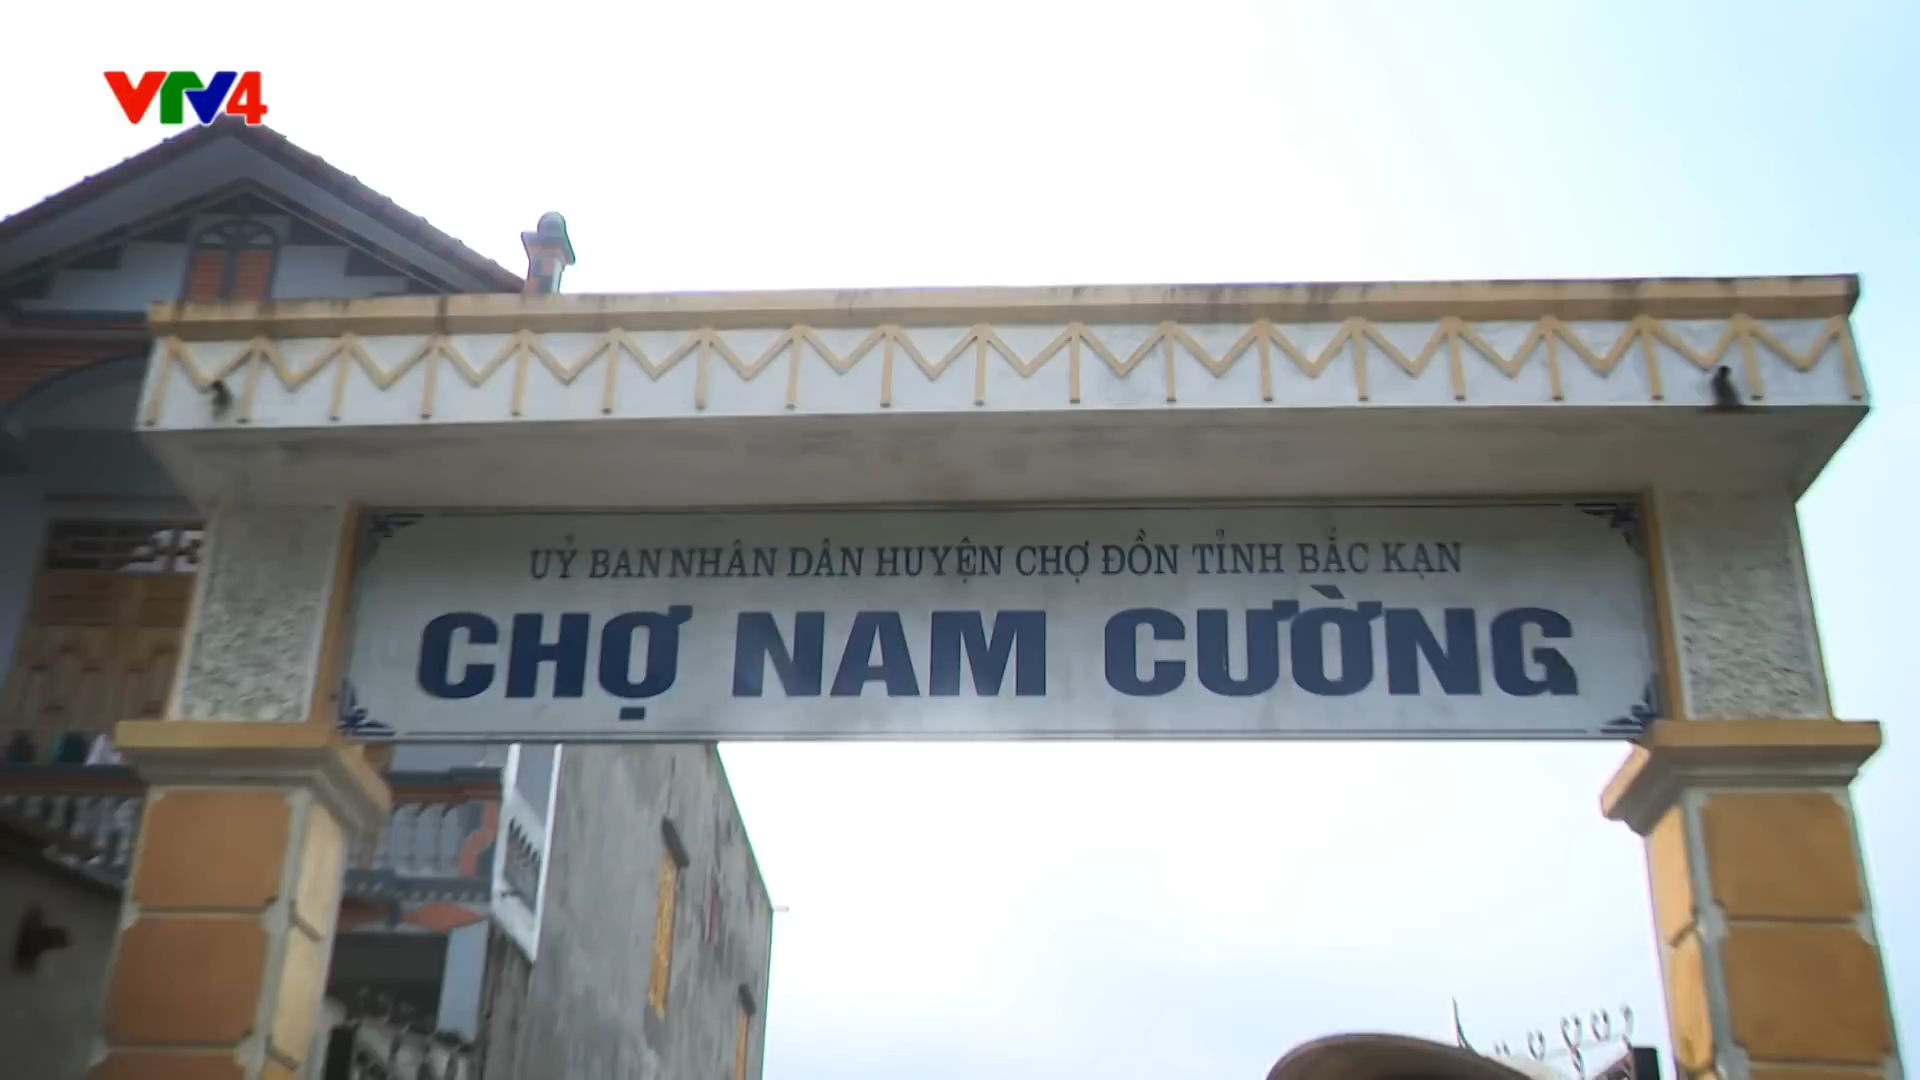 VTV4
UỶ BAN NHÂN DÂN HUYỆN CHỢ ĐỒN TỈNH BẮC KẠN
CHỢ NAM CƯỜNG